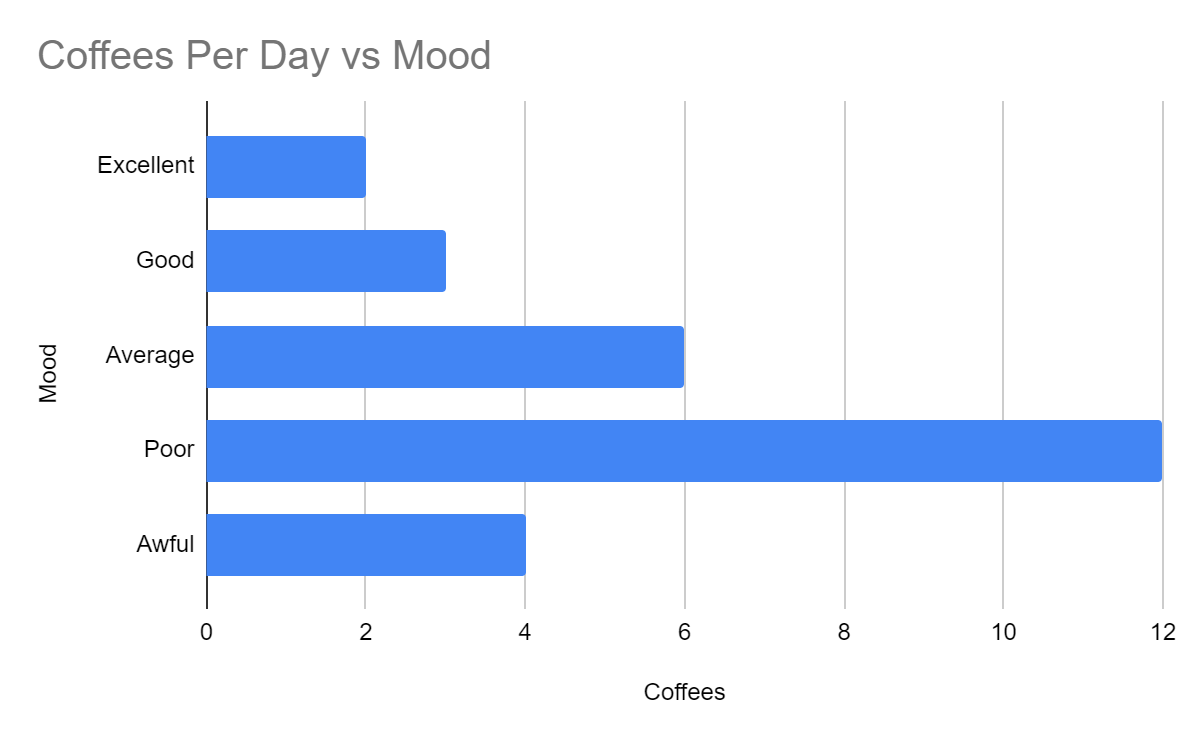 Coffees Per Day vs Mood
Mood
Excellent
Good
Average
Poor
Awful
0 2 4 6 8 10 12
Coffees